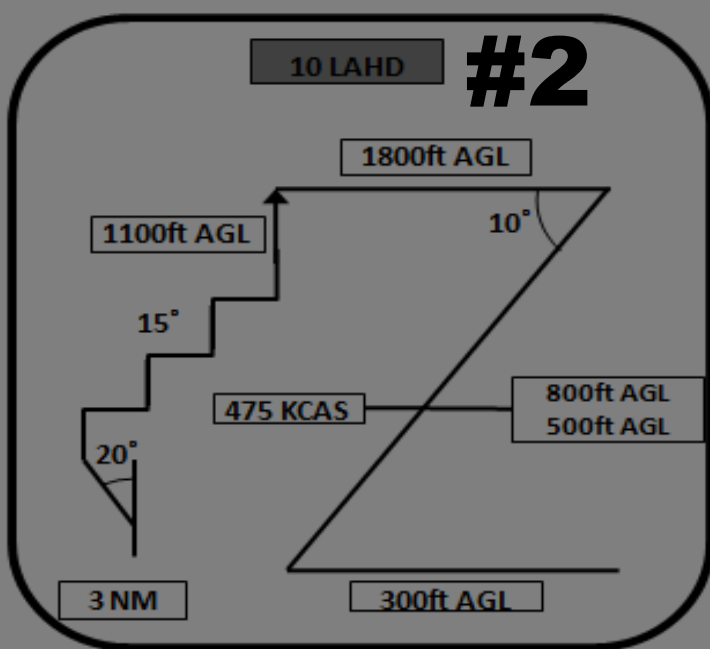 10 LAHD
#2
1800ft AGL
10°
1100ft AGL
15°
475 KCAS
800ft AGL
500ft AGL
20°
3 NM
300ft AGL